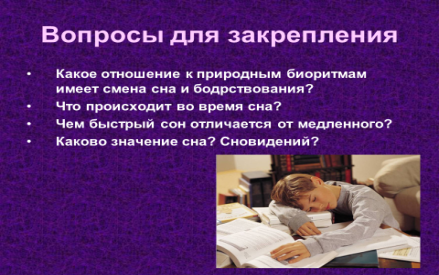 Вопросы для закрепления
• Какое отношение к природным биоритмам
имеет смена сна и бодрствования?
• Что происходит во время сна?
• Чем быстрый сон отличается от медленного?
• Каково значение сна? Сновидений?